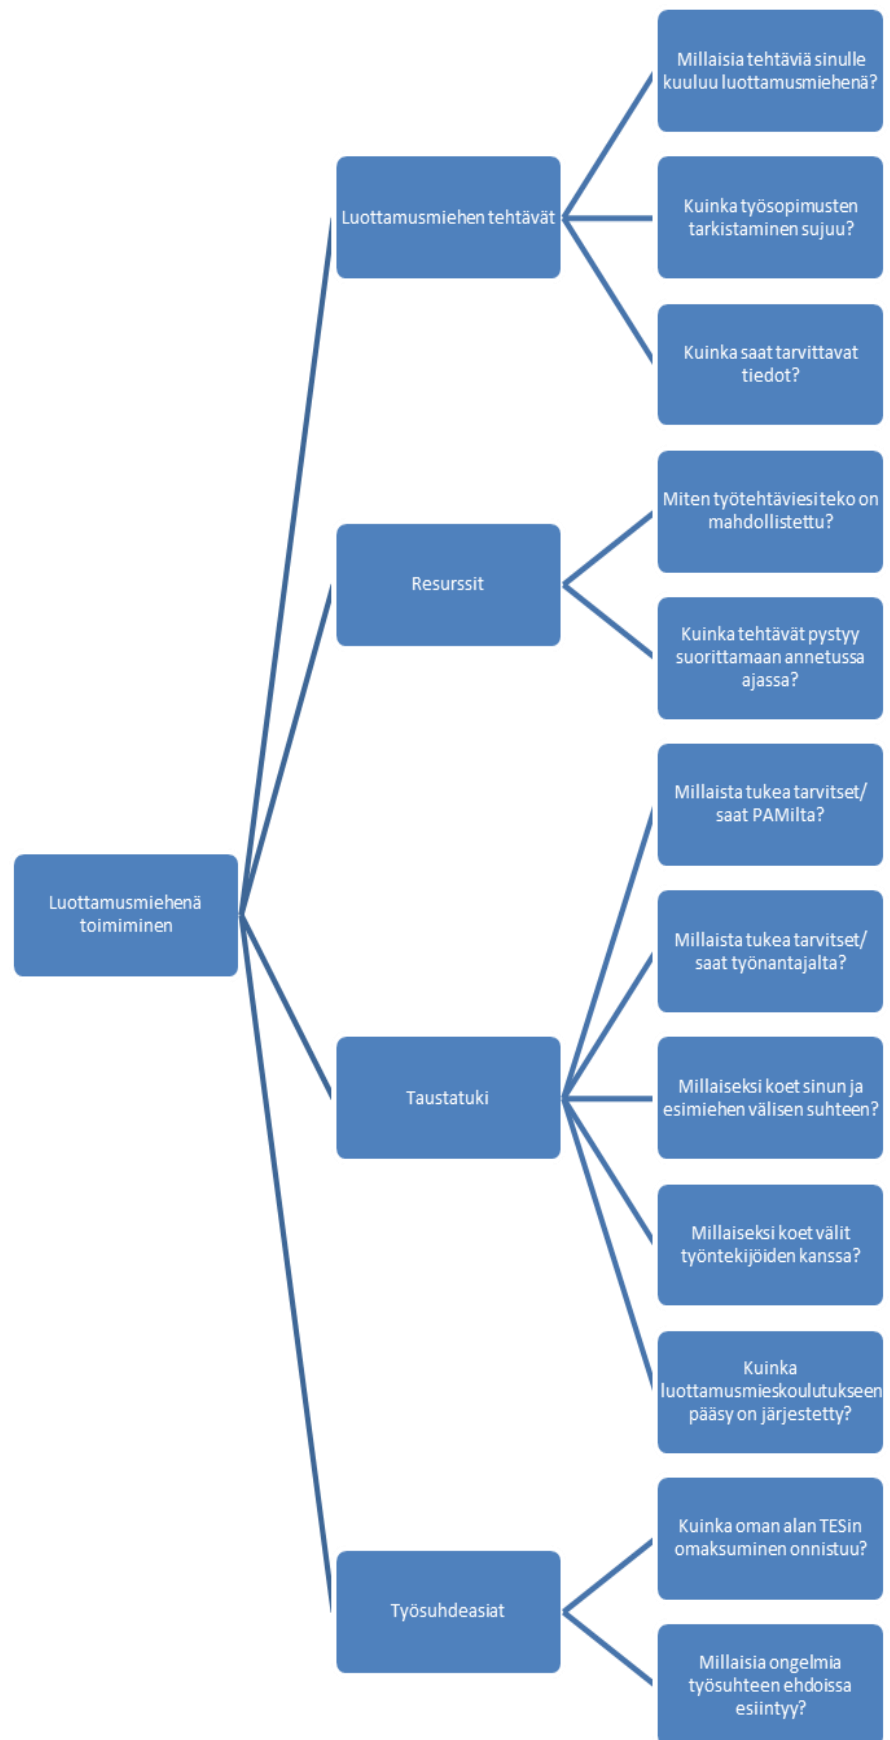 Luottamusmiehenä
toimiminen
Luottamusmiehen tehtävät
Millaisia tehtäviä sinulle
kuuluu luottamusmiehenä?
Kuinka työsopimusten
tarkistaminen sujuu?
Kuinka saat tarvittavat
tiedot?
Resurssit
Miten työtehtäviesi teko on
mahdollistettu?
Kuinka tehtävät pystyy
suorittamaan annetussa
ajassa?
Taustatuki
Millaista tukea tarvitset/
saat PAMilta?
Millaista tukea tarvitset/
saat työnantajalta?
Millaiseksi koet sinun ja
esimiehen välisen suhteen?
Millaiseksi koet välit
työntekijöiden kanssa?
Kuinka
luottamusmieskoulutukseen
pääsy on järjestetty?
Työsuhdeasiat
Kuinka oman alan TESin
omaksuminen onnistuu?
Millaisia ongelmia
työsuhteen ehdoissa
esiintyy?